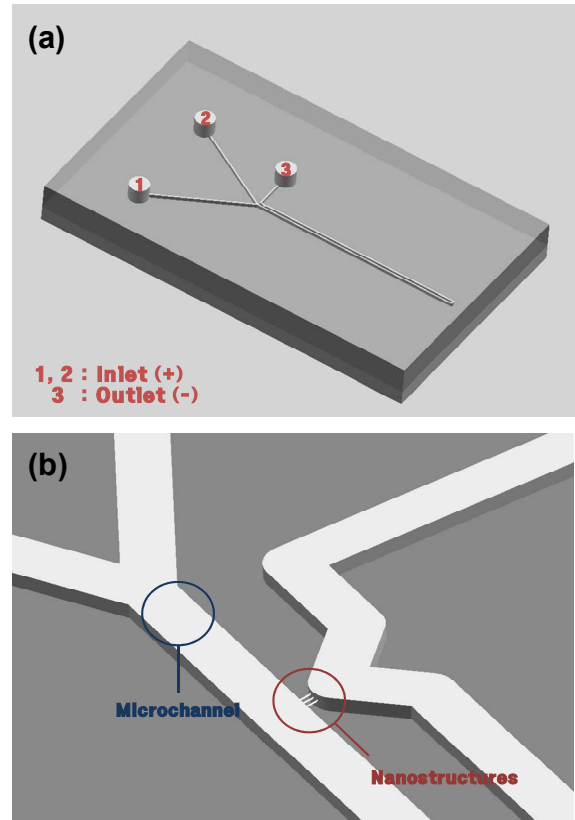 (a)
2
3
1
1, 2 : Inlet (+)
3 : Outlet (-)
(b)
Microchannel
Nanostructures